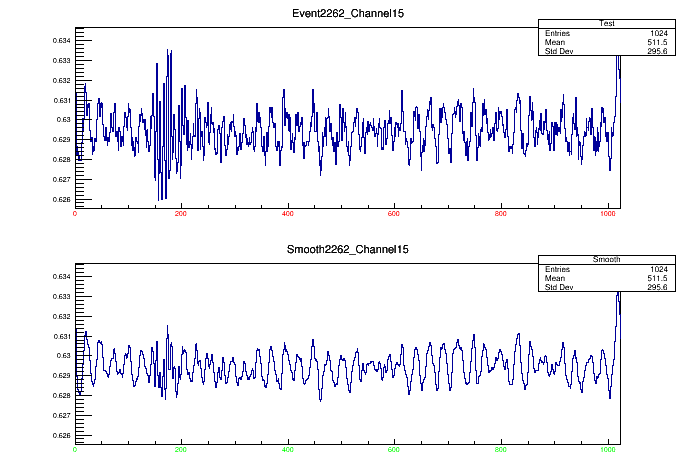 Event2262_Channel15
Test
Entries 1024
Mean 511.5
Std Dev 295.6
0.634
0.633
0.632
0.631
0.63
0.629
0.628
0.627
0.626
0 200 400 600 800 1000
Smooth2262_Channel15
Smooth
Entries 1024
Mean 511.5
Std Dev 295.6
0.634
0.633
0.632
0.631
0.63
0.629
0.628
0.627
0.626
0 200 400 600 800 1000